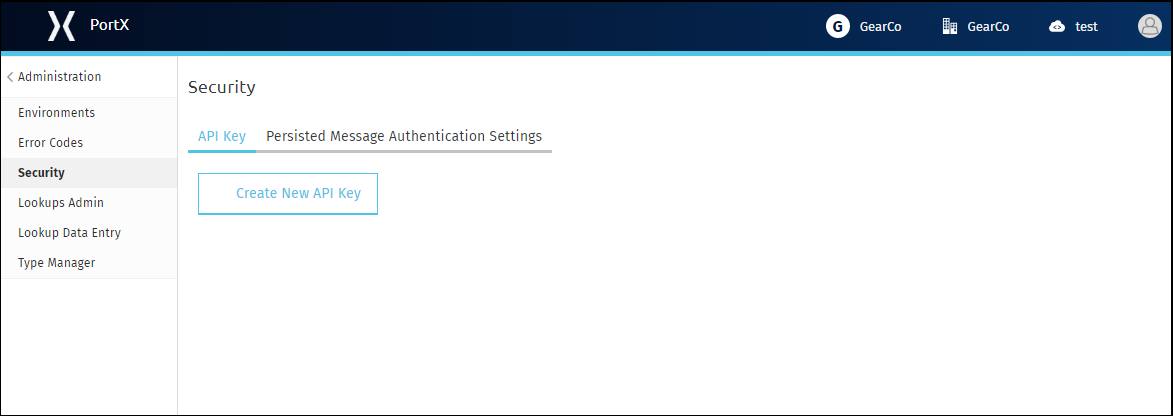 PortX
G GearCo
GearCo
test
Administration
Environments
Error Codes
Security
Lookups Admin
Lookup Data Entry
Type Manager
Security
API Key
Persisted Message Authentication Settings
Create New API Key